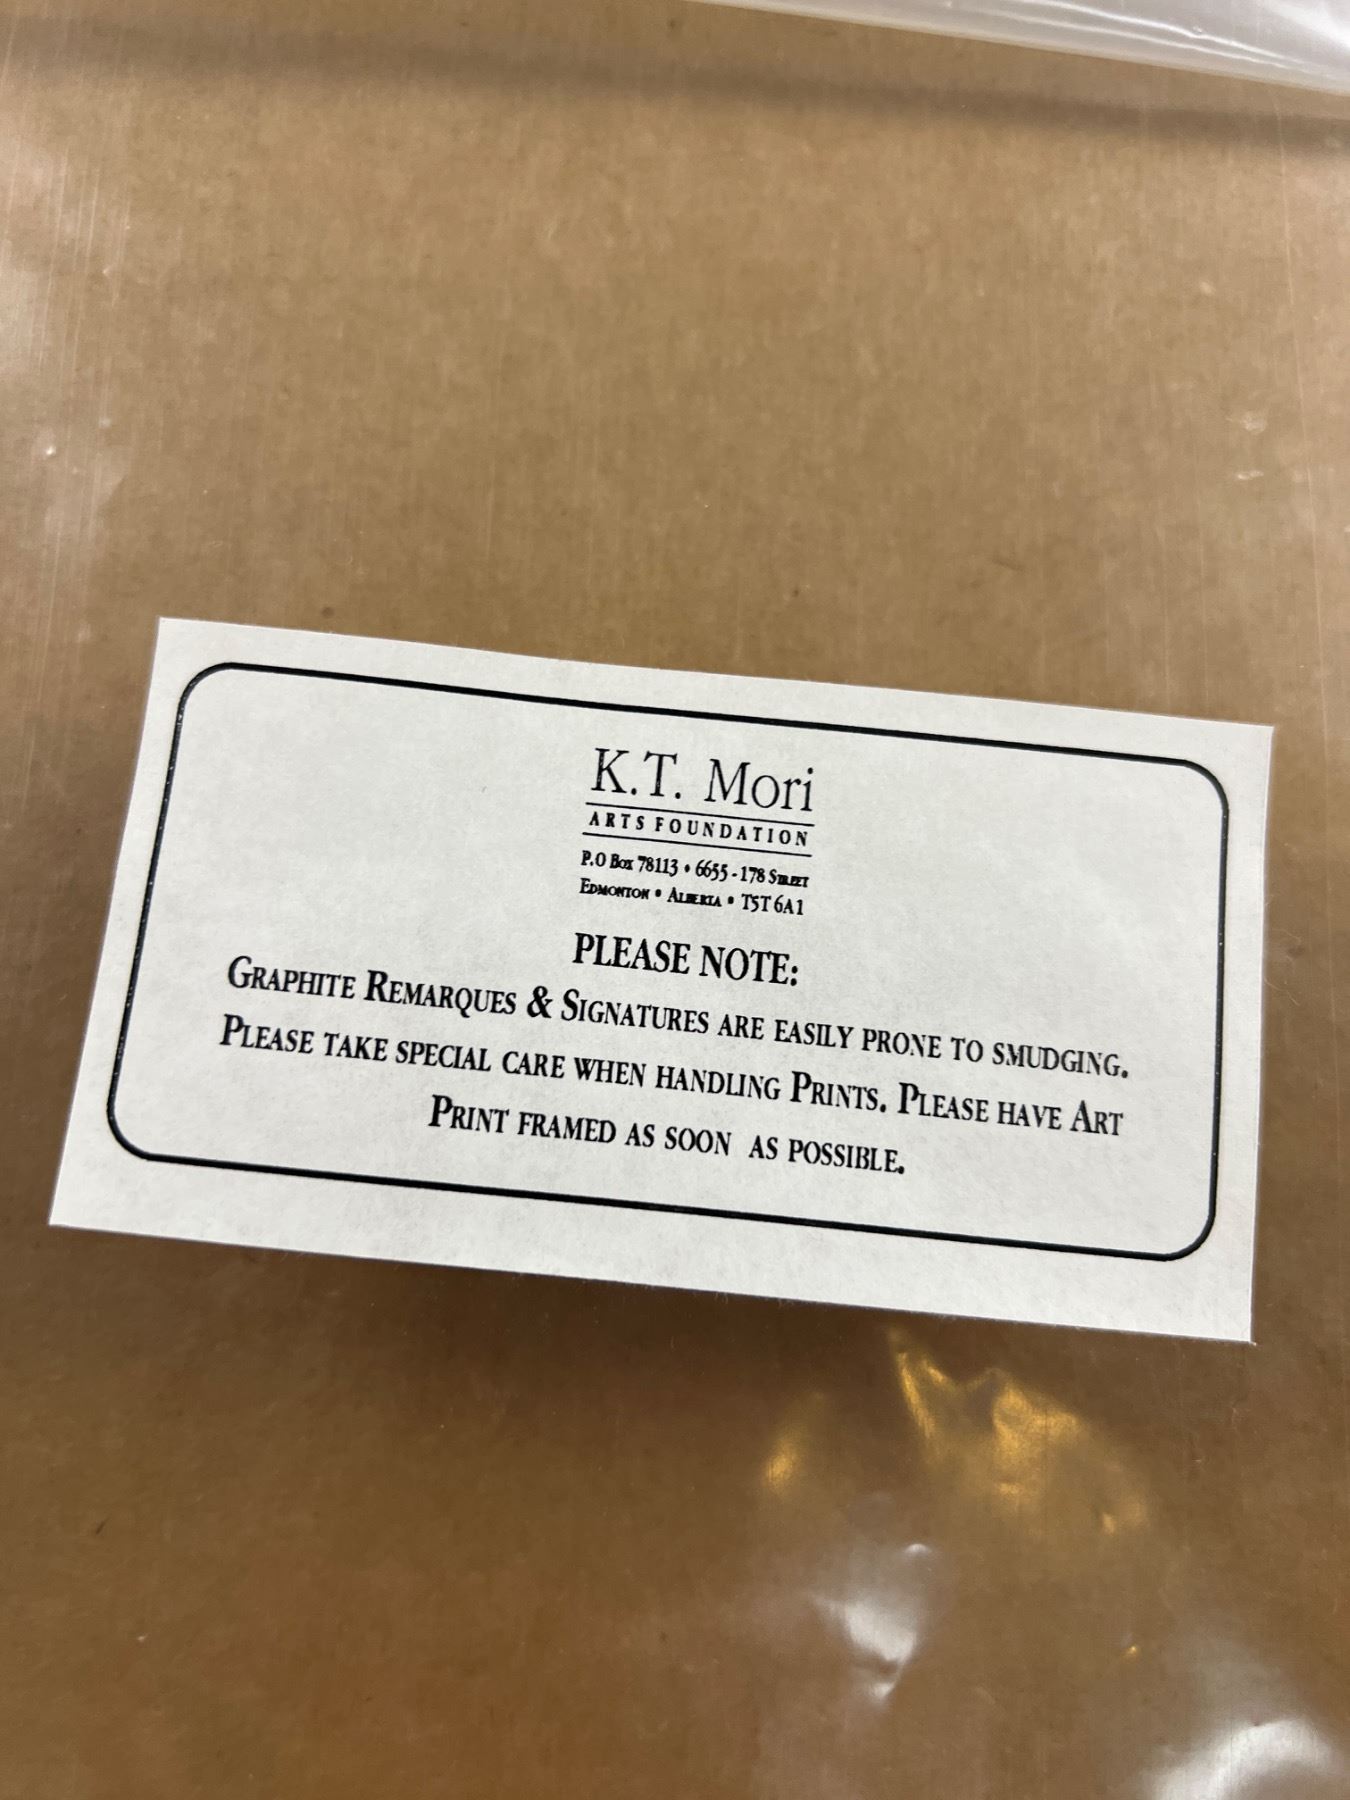 K.T. Mori
ARTS FOUNDATION
P.O Box 78113 • 6655 - 178 STREET
EDMONTON • ALBERTA • T5T 6A1
PLEASE NOTE:
GRAPHITE REMARQUES & SIGNATURES ARE EASILY PRONE TO SMUDGING.
PLEASE TAKE SPECIAL CARE WHEN HANDLING PRINTS. PLEASE HAVE ART
PRINT FRAMED AS SOON AS POSSIBLE.